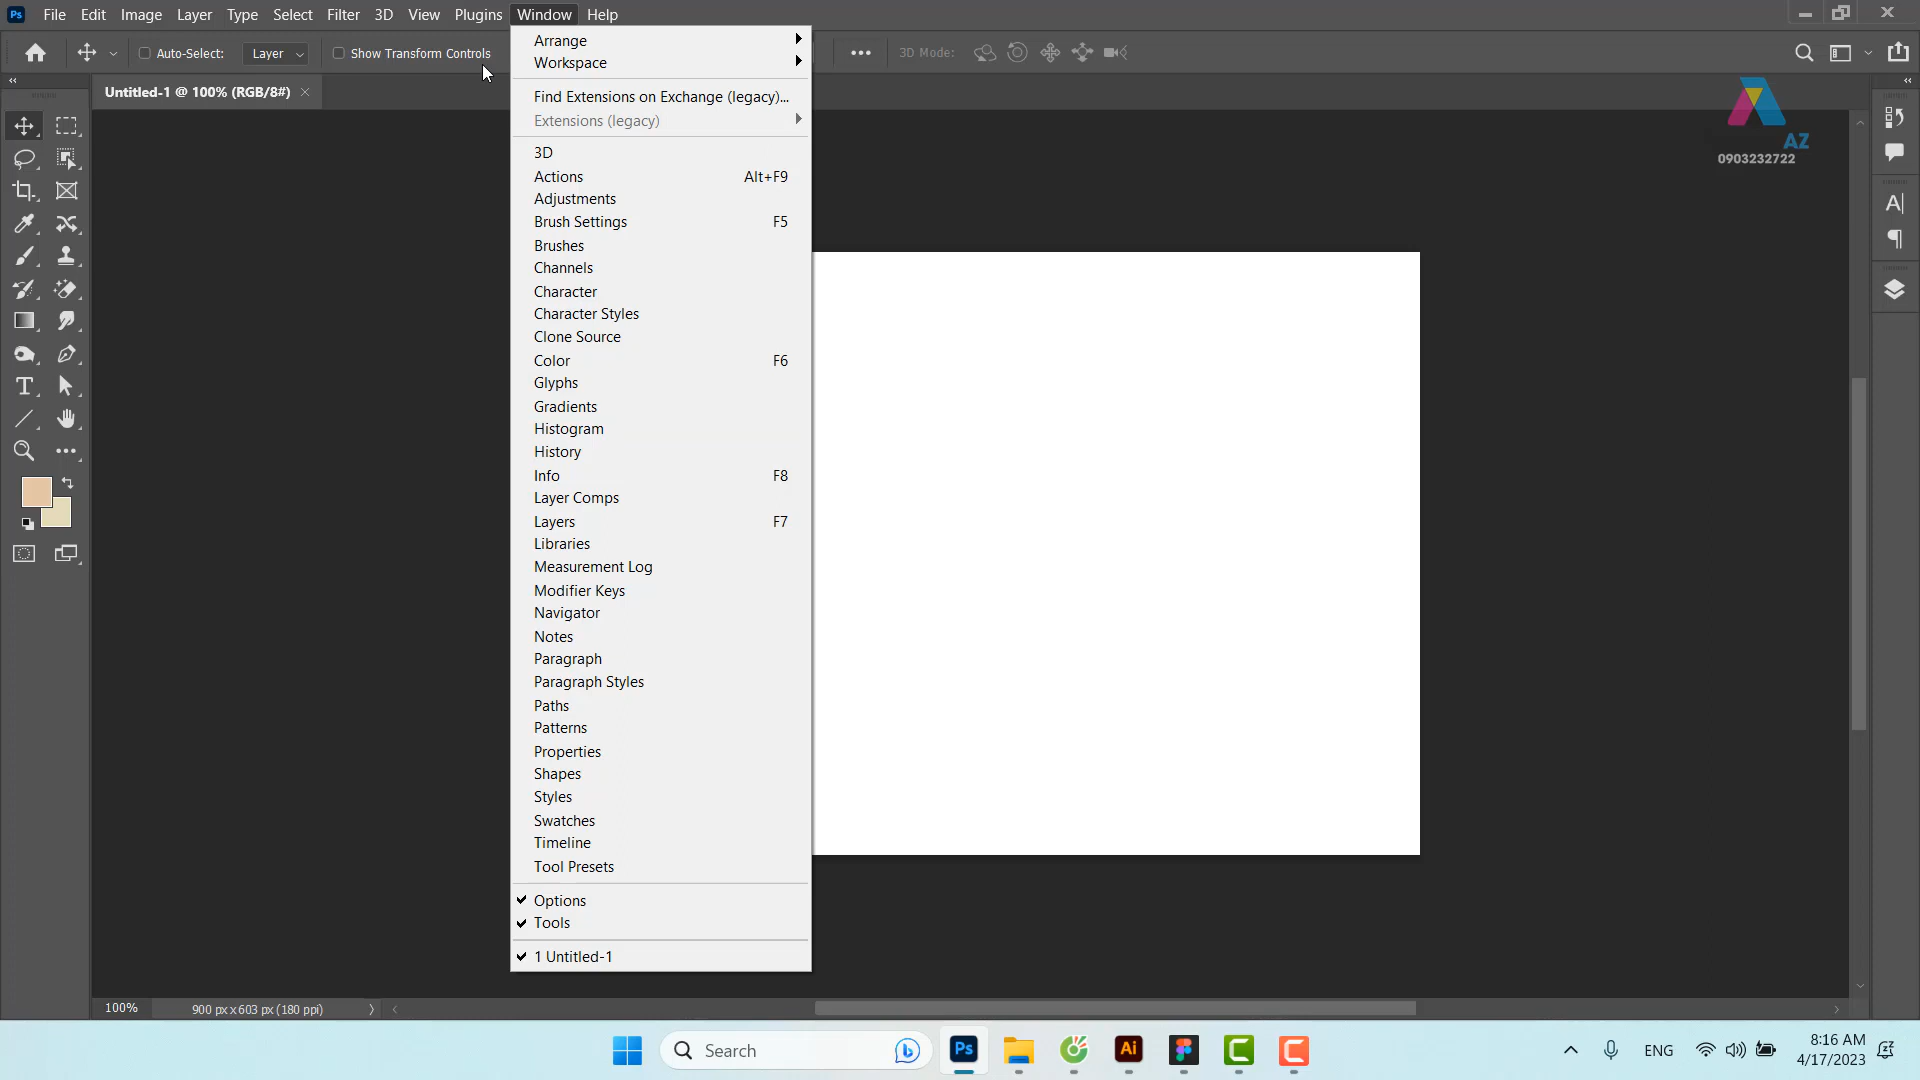 Ps File Edit Image Layer Type Select Filter 3D View Plugins Window Help
Auto-Select: Layer Show Transform Controls 3D Mode:
Untitled-1 @ 100% (RGB/8#)
Arrange
Workspace
Find Extensions on Exchange (legacy)...
Extensions (legacy)
3D
Actions Alt+F9
Adjustments
Brush Settings F5
Brushes
Channels
Character
Character Styles
Clone Source
Color F6
Glyphs
Gradients
Histogram
History
Info F8
Layer Comps
Layers F7
Libraries
Measurement Log
Modifier Keys
Navigator
Notes
Paragraph
Paragraph Styles
Paths
Patterns
Properties
Shapes
Styles
Swatches
Timeline
Tool Presets
Options
Tools
1 Untitled-1
AZ
0903232722
100% 900 px x 603 px (180 ppi)
Search Ps Ai ENG 8:16 AM
4/17/2023